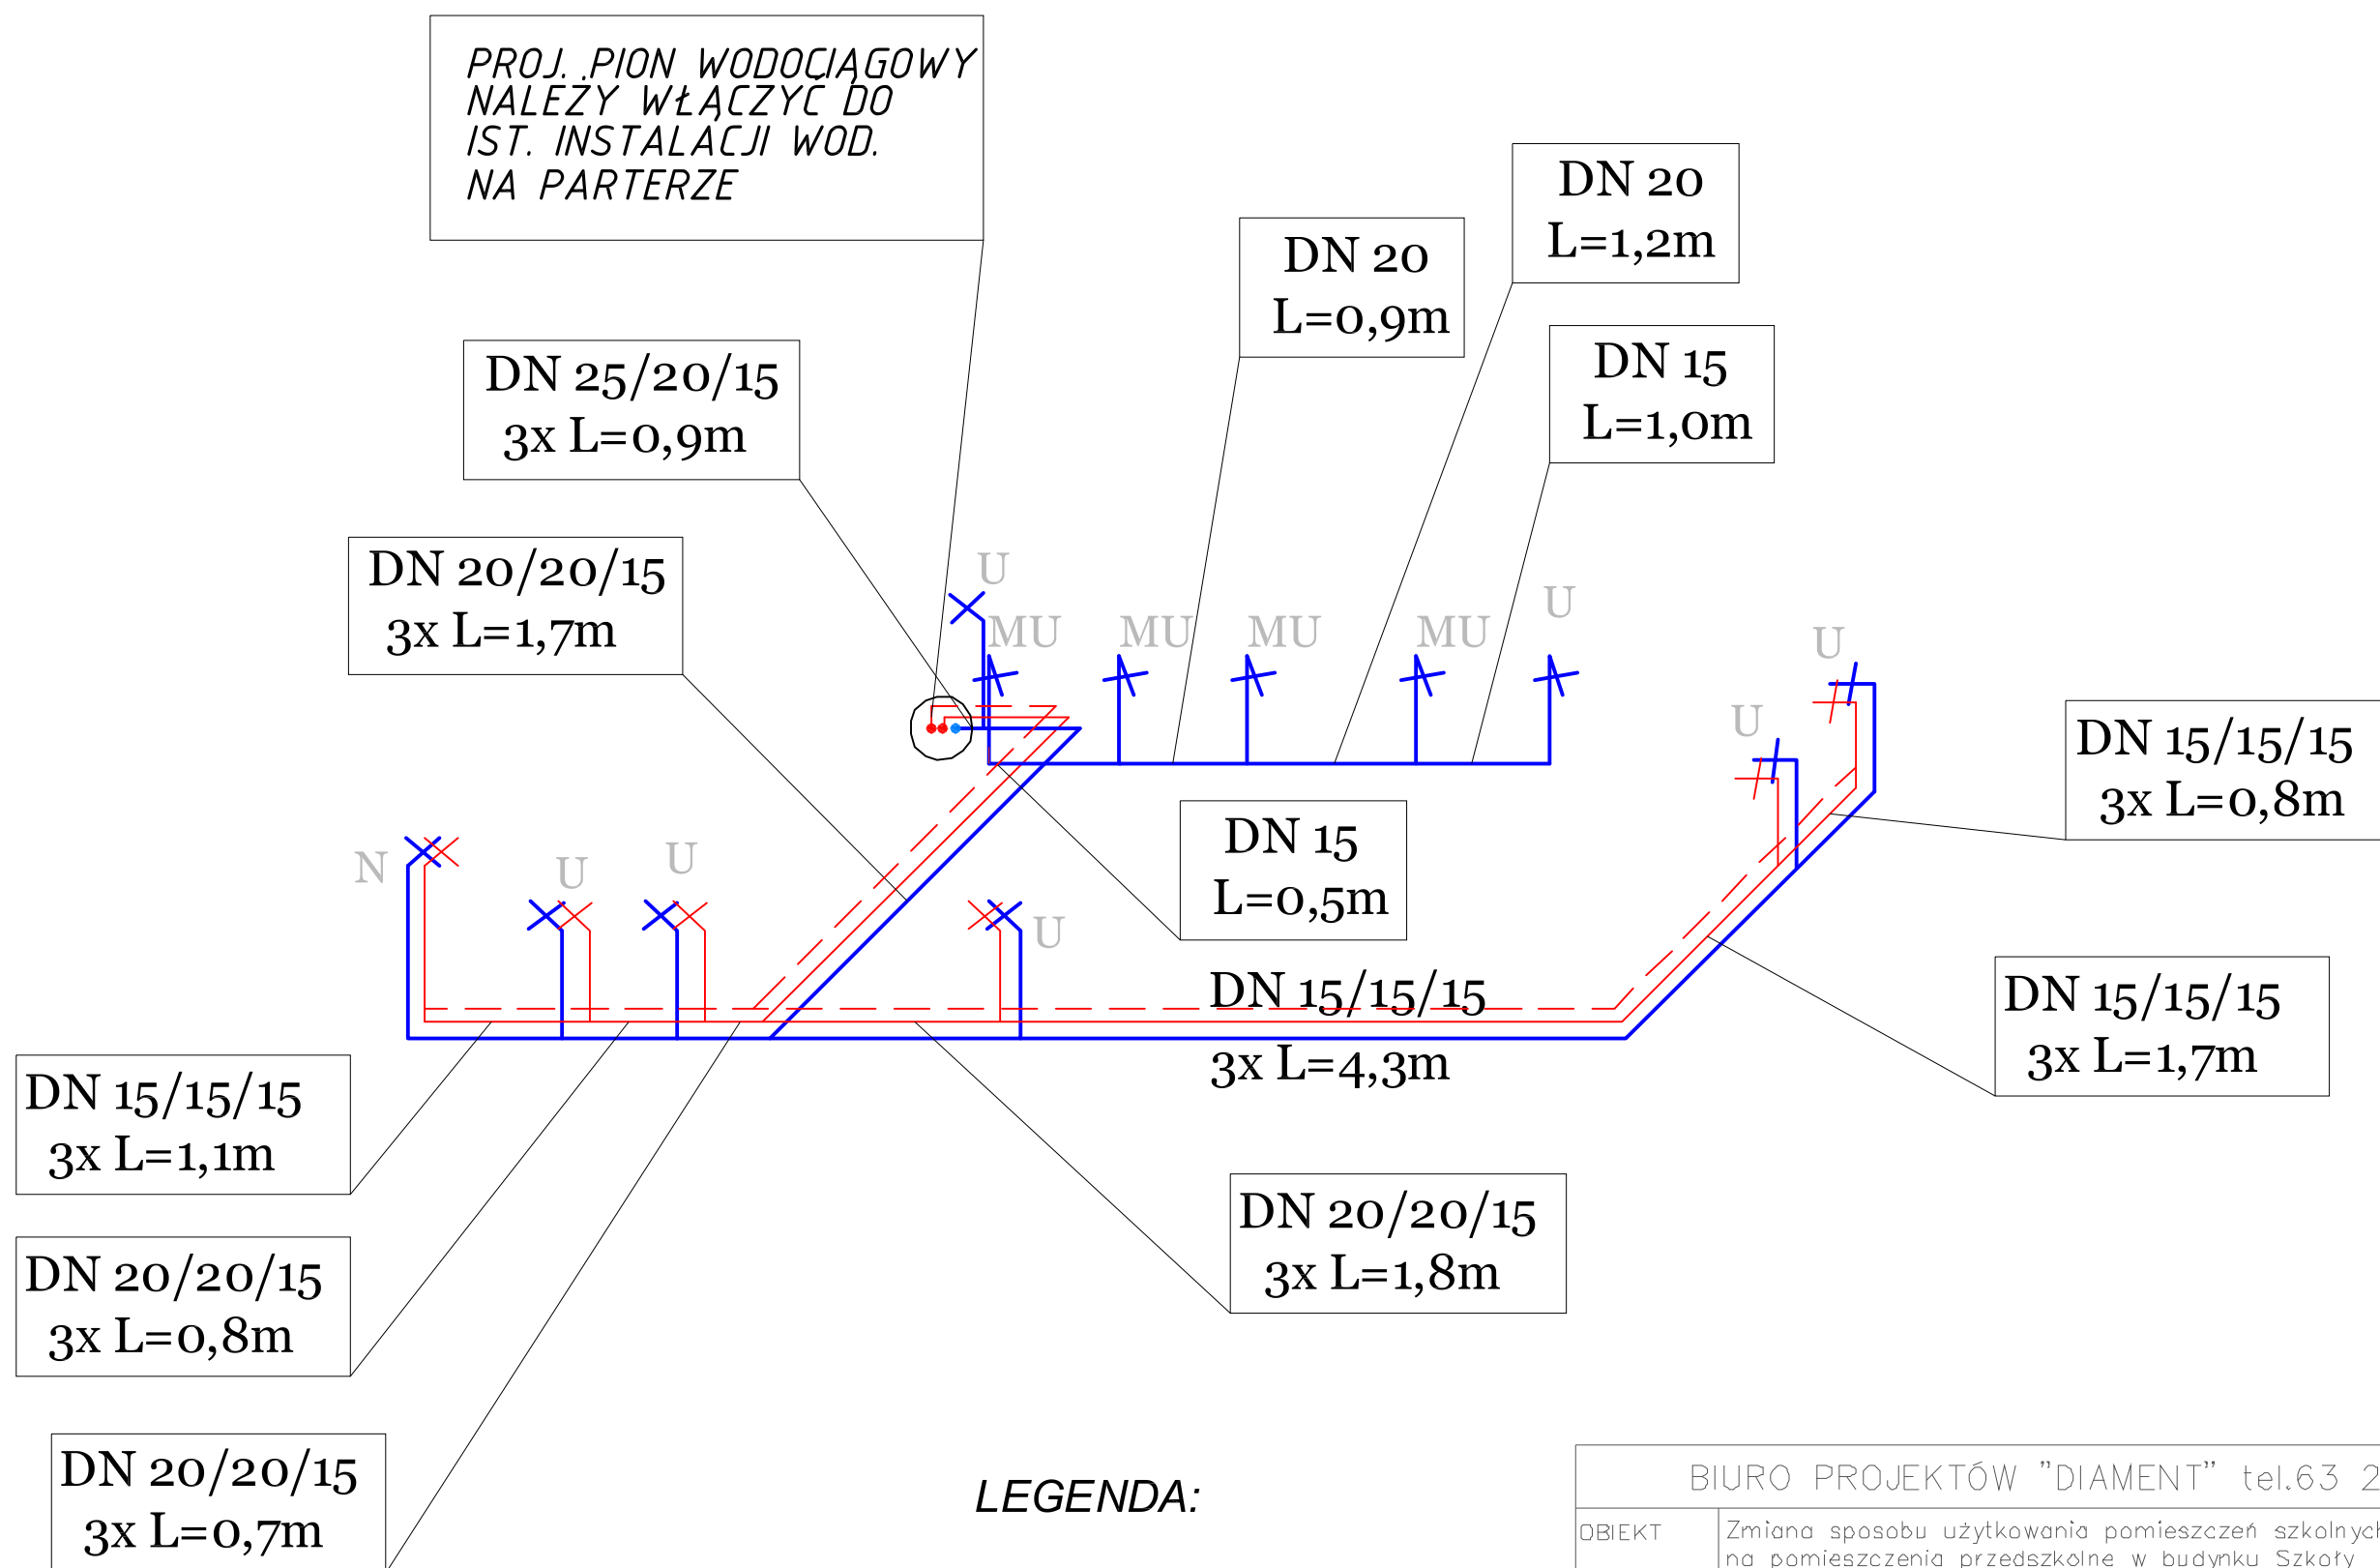 PROJ. .PION WODOCIĄGOWY
NALEZY WŁĄCZYĆ DO
IST. INSTALACJI WOD.
NA PARTERZE
DN 20
L=1,2m
DN 20
L=0,9m
DN 15
L=1,0m
DN 25/20/15
3x L=0,9m
DN 20/20/15
3x L=1,7m
U
MU
MU
MU
MU
U
U
U
DN 15/15/15
3x L=0,8m
N
U
U
U
DN 15
L=0,5m
DN 15/15/15
3x L=4,3m
DN 15/15/15
3x L=1,7m
DN 15/15/15
3x L=1,1m
DN 20/20/15
3x L=1,8m
DN 20/20/15
3x L=0,8m
DN 20/20/15
3x L=0,7m
LEGENDA:
BIURO PROJEKTÓW "DIAMENT" tel.63 2
OBIEKT
Zmiana sposobu użytkowania pomieszczeń szkolnych
na pomieszczenia przedszkolne w budynku Szkoły